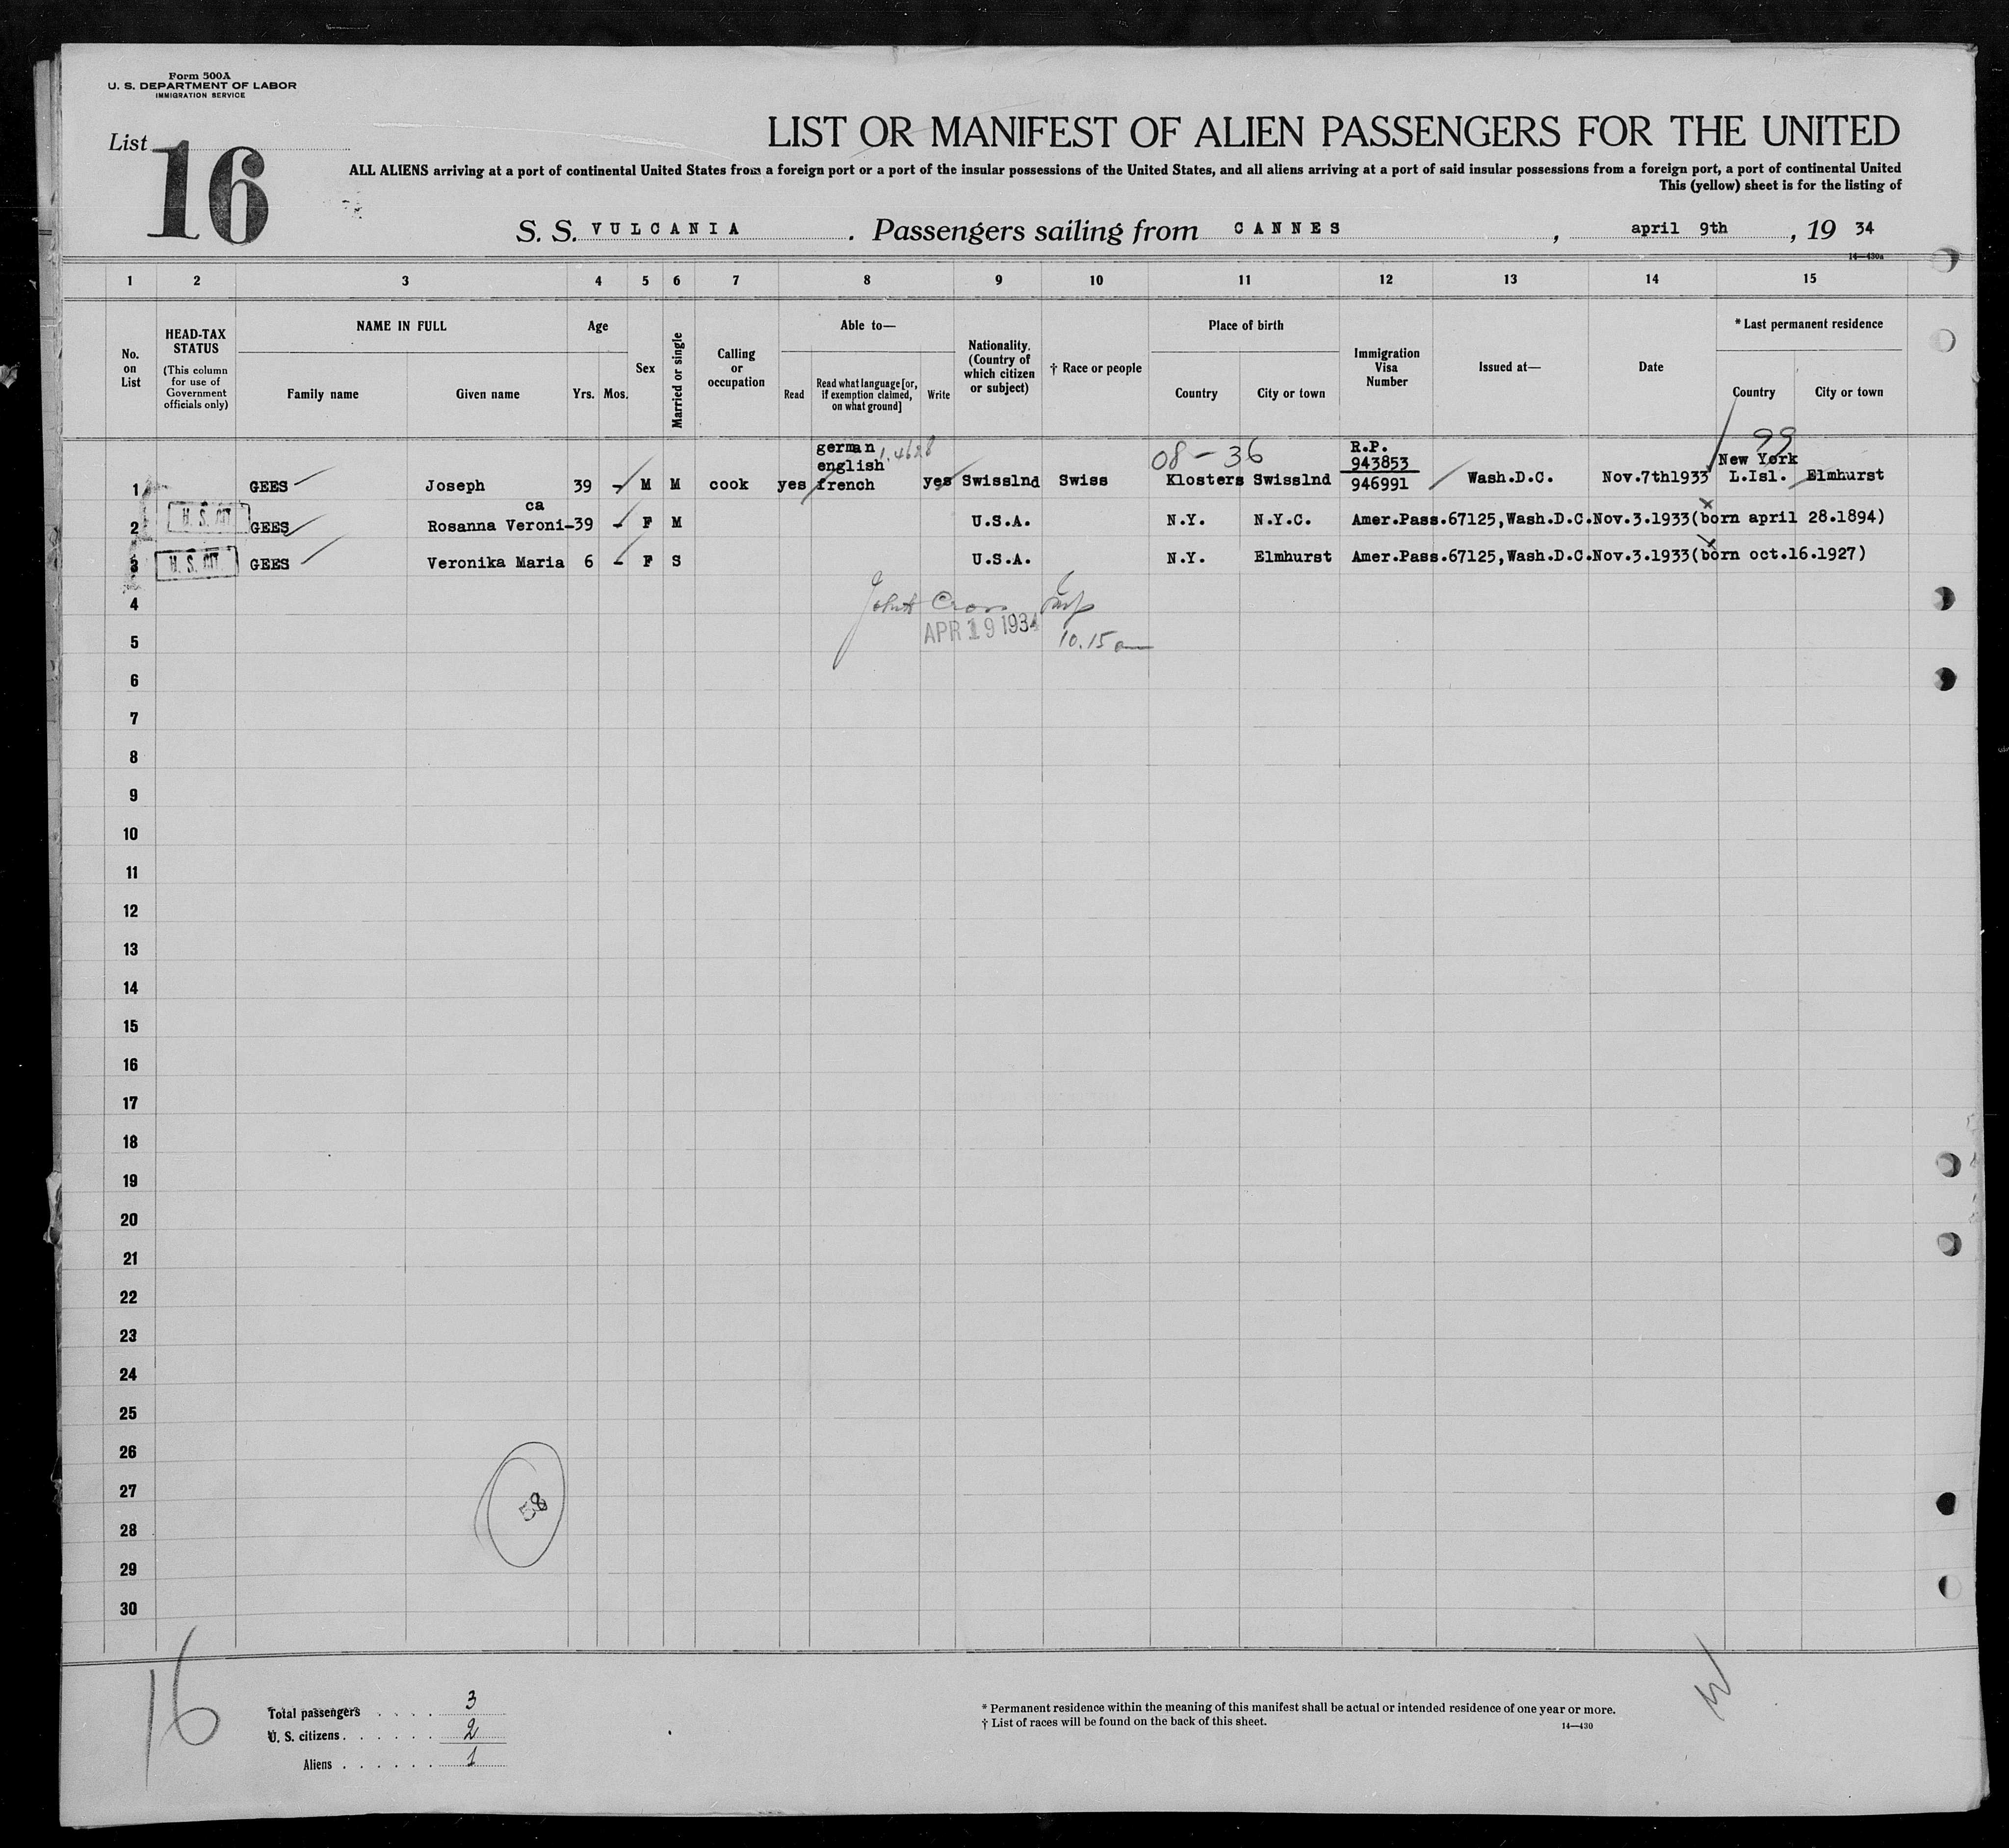 Form 500A
U. S. DEPARTMENT OF LABOR
IMMIGRATION SERVICE
List 16
LIST OR MANIFEST OF ALIEN PASSENGERS FOR THE UNITED
ALL ALIENS arriving at a port of continental United States from a foreign port or a port of the insular possessions of the United States, and all aliens arriving at a port of said insular possessions from a foreign port, a port of continental United
This (yellow) sheet is for the listing of
S. S. VULCANIA. Passengers sailing from CANNES, april 9th, 19 34
14—430a
1 2 3 4 5 6 7 8 9 10 11 12 13 14 15
No. on List
HEAD-TAX STATUS
(This column for use of Government officials only)
NAME IN FULL
Family name Given name
Age
Yrs. Mos.
Sex
Married or single
Calling or occupation
Able to—
Read
Read what language [or, if exemption claimed, on what ground]
Write
Nationality. (Country of which citizen or subject)
† Race or people
Place of birth
Country City or town
Immigration Visa Number
Issued at—
Date
* Last permanent residence
Country City or town
german 1.4628 08-36 R.P. 99
english 943853 New York
1 GEES Joseph 39 - M M cook yes french yes Swisslnd Swiss Klosters Swisslnd 946991 Wash.D.C. Nov.7th1933 L.Isl. Elmhurst
ca
2 U. S. CIT GEES Rosanna Veroni-39 - F M U.S.A. N.Y. N.Y.C. Amer.Pass.67125,Wash.D.C.Nov.3.1933(born april 28.1894)
3 U. S. CIT GEES Veronika Maria 6 - F S U.S.A. N.Y. Elmhurst Amer.Pass.67125,Wash.D.C.Nov.3.1933(born oct.16.1927)
4
APR 19 1934
5 10.15 am
6
7
8
9
10
11
12
13
14
15
16
17
18
19
20
21
22
23
24
25
26
27
58
28
29
30
16
Total passengers . . . . 3
U. S. citizens . . . . . . 2
Aliens . . . . . . 1
* Permanent residence within the meaning of this manifest shall be actual or intended residence of one year or more.
† List of races will be found on the back of this sheet.
14—430